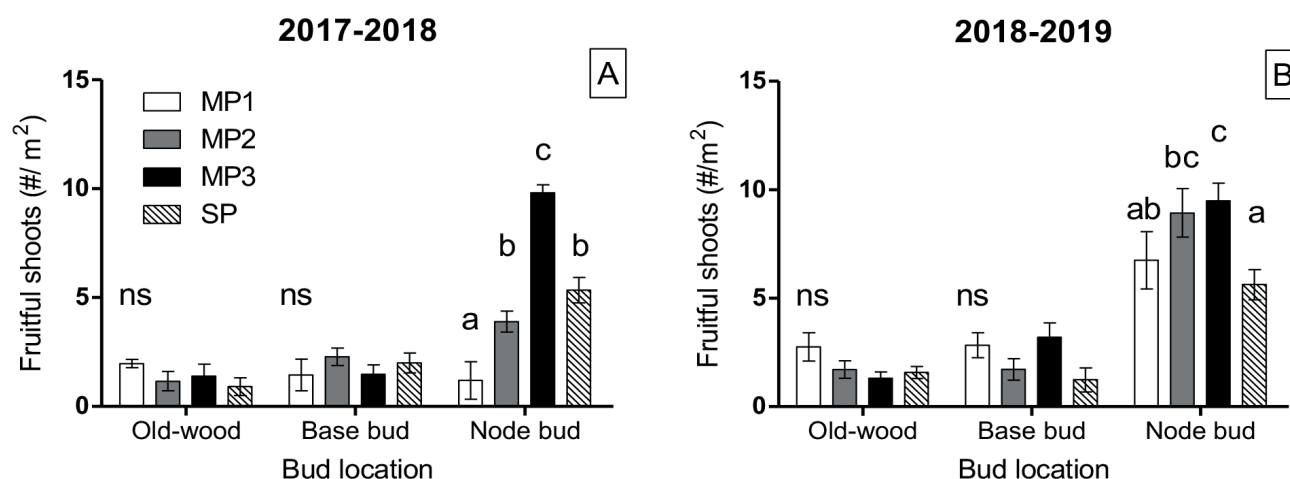 2017-2018
A
15
10
5
0
Fruitful shoots (#/ m²)
MP1
MP2
MP3
SP
ns
ns
a
b
c
b
Old-wood
Base bud
Node bud
Bud location
2018-2019
B
15
10
5
0
Fruitful shoots (#/m²)
ns
ns
ab
bc
c
a
Old-wood
Base bud
Node bud
Bud location